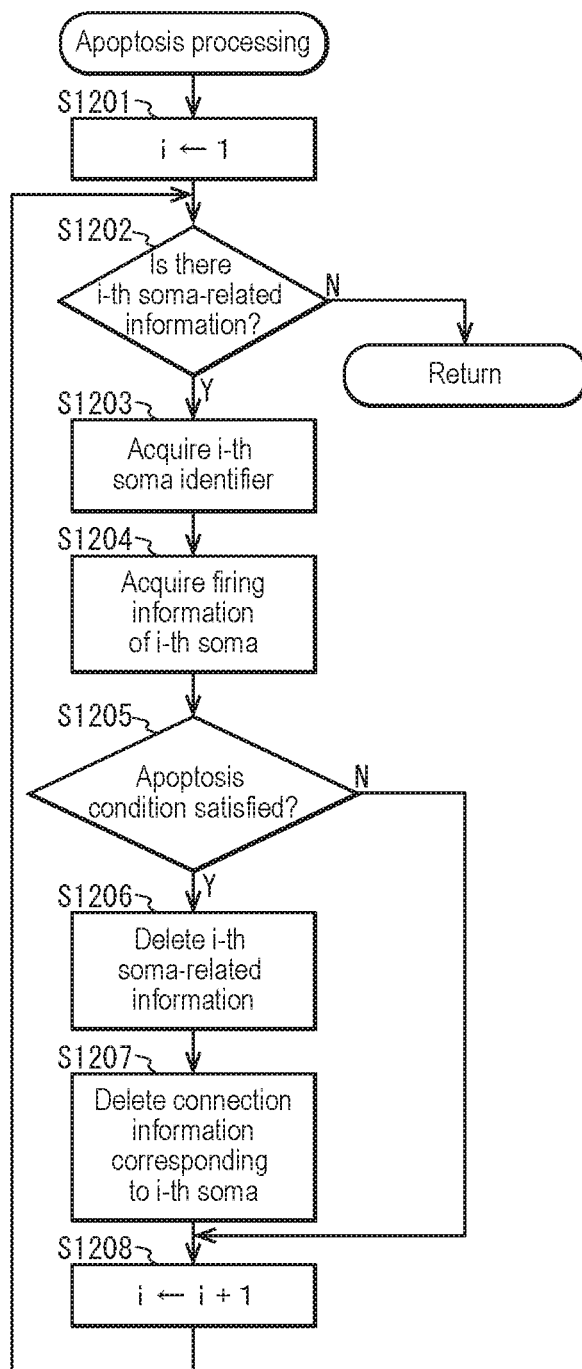 Apoptosis processing
S1201
i ← 1
S1202
Is there
i-th soma-related
information?
N
Return
Y
S1203
Acquire i-th
soma identifier
S1204
Acquire firing
information
of i-th soma
S1205
Apoptosis
condition satisfied?
N
Y
S1206
Delete i-th
soma-related
information
S1207
Delete connection
information
corresponding
to i-th soma
S1208
i ← i + 1